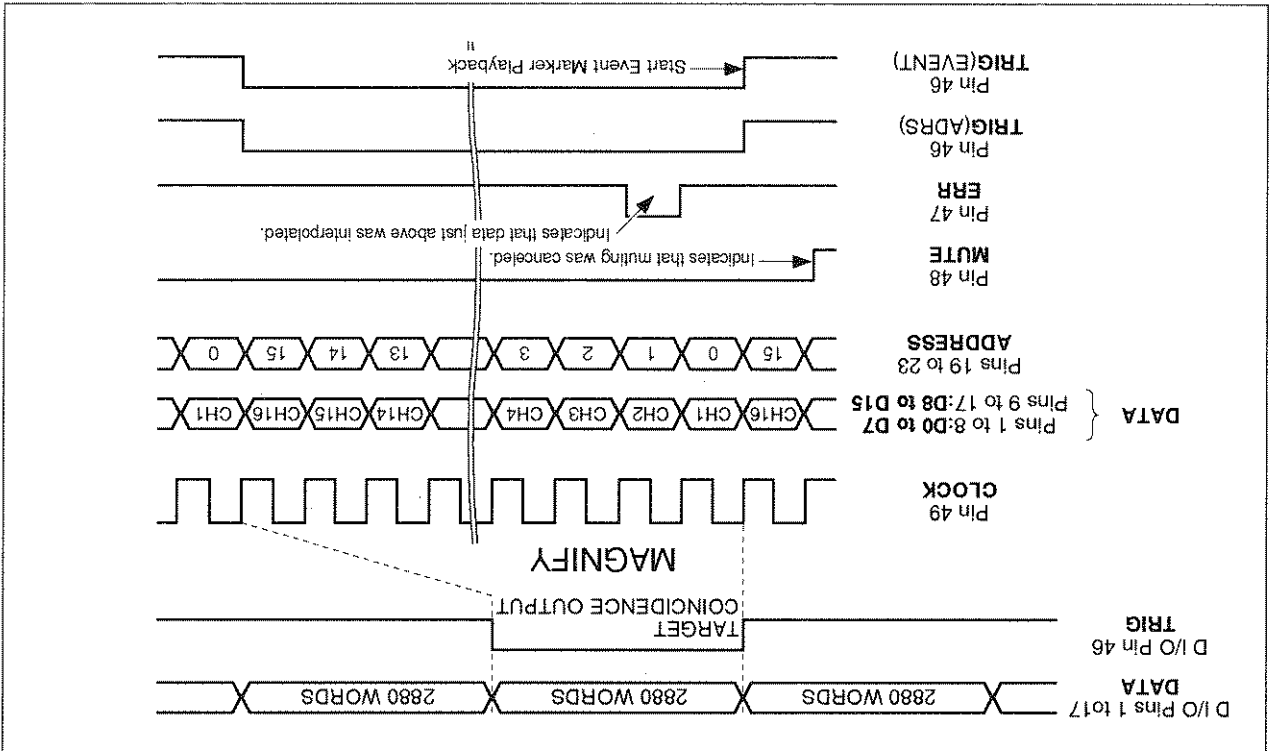 D I/O Pins 1 to17
DATA
2880 WORDS 2880 WORDS 2880 WORDS
D I/O Pin 46
TRIG
TARGET
COINCIDENCE OUTPUT
MAGNIFY
Pin 49
CLOCK
DATA
Pins 1 to 8:D0 to D7
Pins 9 to 17:D8 to D15
CH16 CH1 CH2 CH3 CH4 CH14 CH15 CH16 CH1
Pins 19 to 23
ADDRESS
15 0 1 2 3 13 14 15 0
Pin 48
MUTE
Indicates that muting was canceled.
Pin 47
ERR
Indicates that data just above was interpolated.
Pin 46
TRIG(ADRS)
Pin 46
TRIG(EVENT)
Start Event Marker Playback